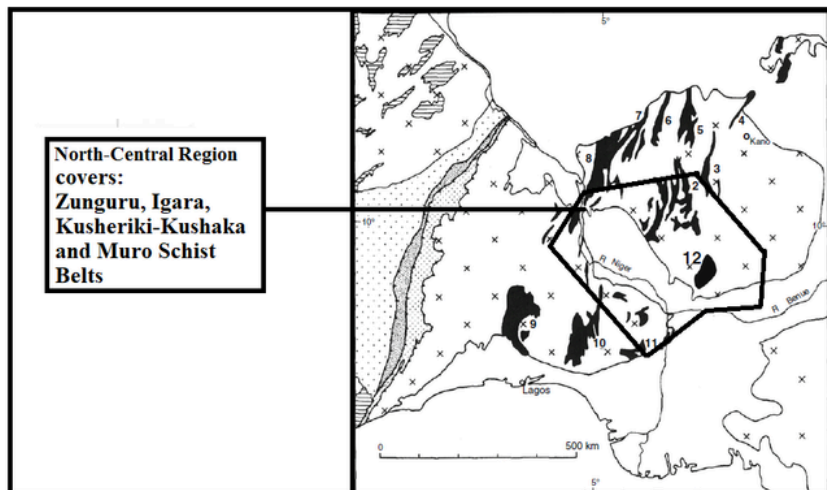 North-Central Region
covers:
Zunguru, Igara,
Kusheriki-Kushaka
and Muro Schist
Belts
5°
7
6
5
4
Kano
8
3
2
10°
10°
12
R Niger
R Benue
9
10
11
Lagos
0
500 km
5°